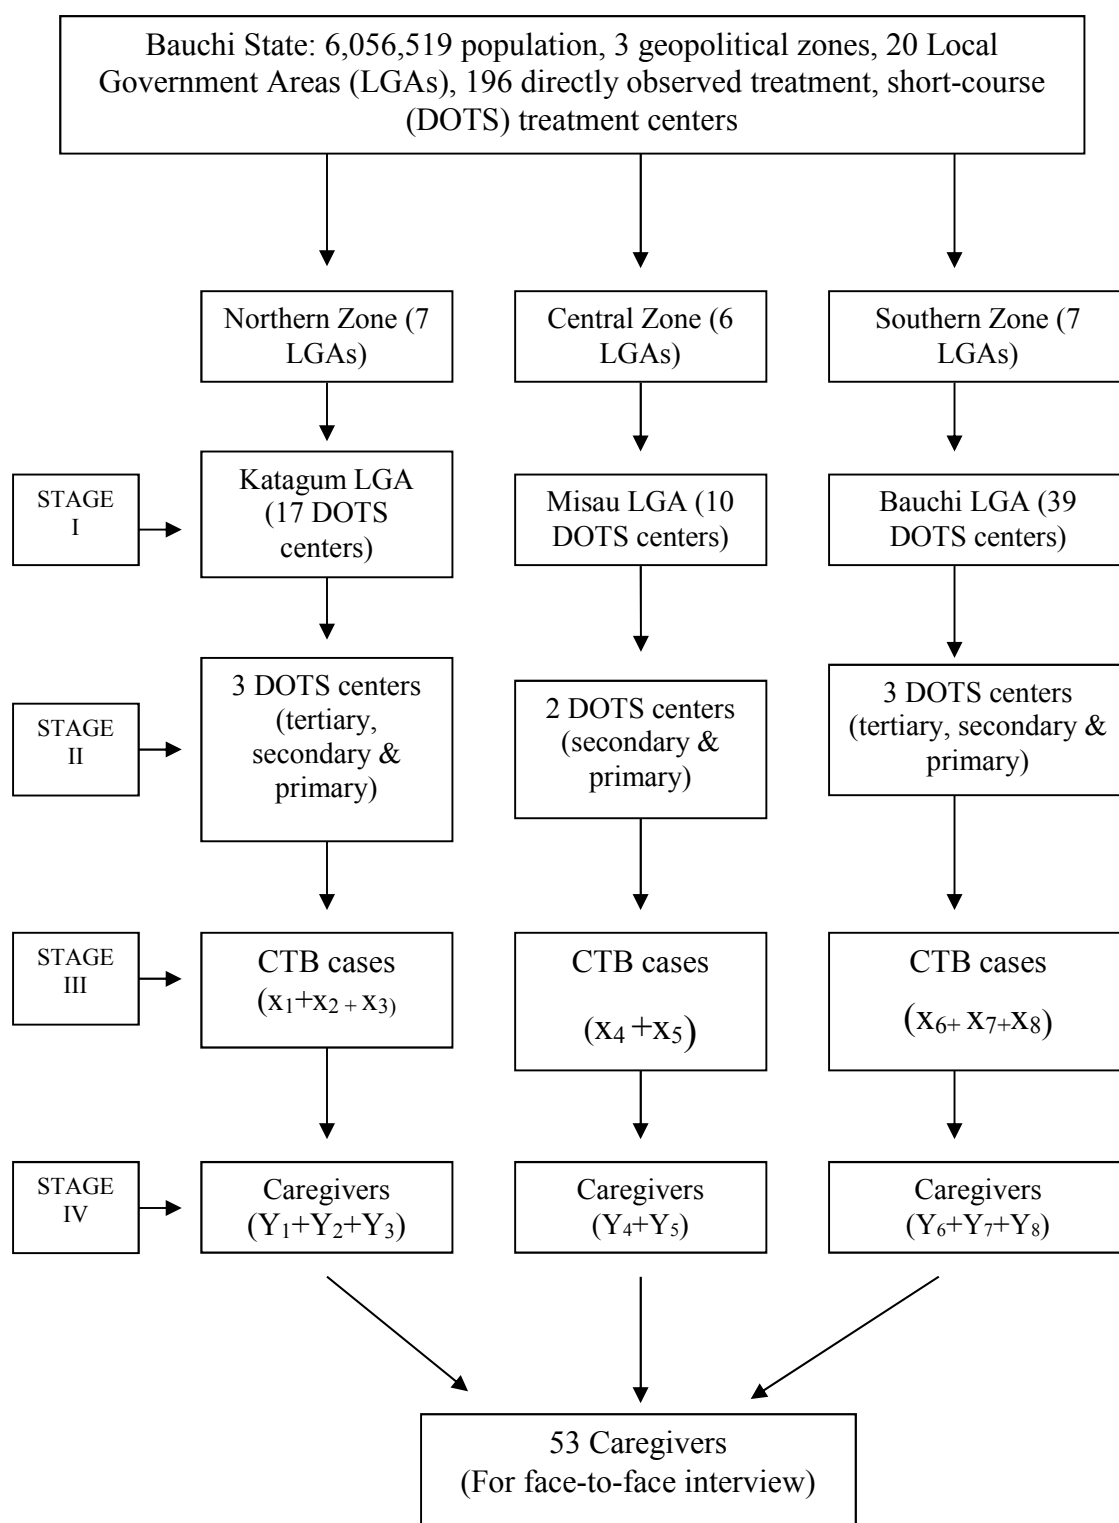 Bauchi State: 6,056,519 population, 3 geopolitical zones, 20 Local
Government Areas (LGAs), 196 directly observed treatment, short-course
(DOTS) treatment centers
Northern Zone (7
LGAs)
Central Zone (6
LGAs)
Southern Zone (7
LGAs)
STAGE
I
Katagum LGA
(17 DOTS
centers)
Misau LGA (10
DOTS centers)
Bauchi LGA (39
DOTS centers)
STAGE
II
3 DOTS centers
(tertiary,
secondary &
primary)
2 DOTS centers
(secondary &
primary)
3 DOTS centers
(tertiary, secondary &
primary)
STAGE
III
CTB cases
(x₁+x₂ + x₃)
CTB cases
(x₄ +x₅)
CTB cases
(x₆+ x₇+x₈)
STAGE
IV
Caregivers
(Y₁+Y₂+Y₃)
Caregivers
(Y₄+Y₅)
Caregivers
(Y₆+Y₇+Y₈)
53 Caregivers
(For face-to-face interview)